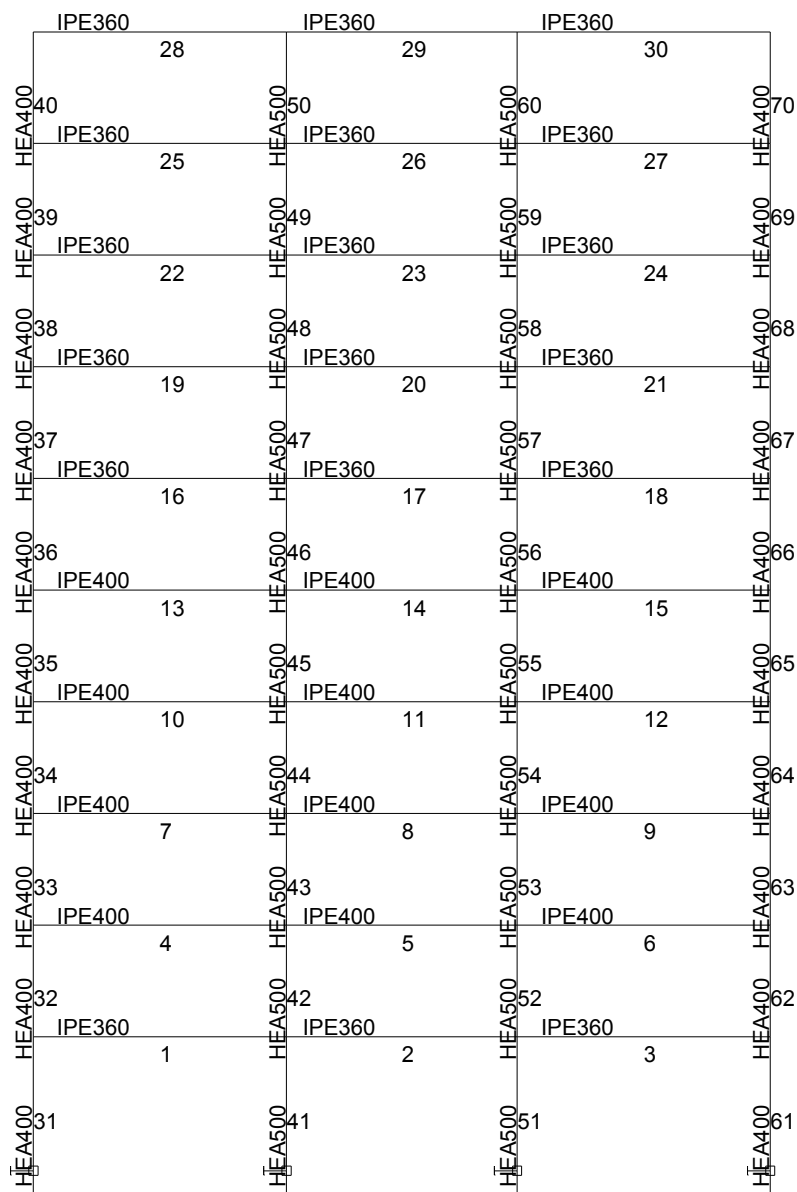 IPE360 IPE360 IPE360
28 29 30
HEA400 40 HEA500 50 HEA500 60 HEA400 70
IPE360 IPE360 IPE360
25 26 27
HEA400 39 HEA500 49 HEA500 59 HEA400 69
IPE360 IPE360 IPE360
22 23 24
HEA400 38 HEA500 48 HEA500 58 HEA400 68
IPE360 IPE360 IPE360
19 20 21
HEA400 37 HEA500 47 HEA500 57 HEA400 67
IPE360 IPE360 IPE360
16 17 18
HEA400 36 HEA500 46 HEA500 56 HEA400 66
IPE400 IPE400 IPE400
13 14 15
HEA400 35 HEA500 45 HEA500 55 HEA400 65
IPE400 IPE400 IPE400
10 11 12
HEA400 34 HEA500 44 HEA500 54 HEA400 64
IPE400 IPE400 IPE400
7 8 9
HEA400 33 HEA500 43 HEA500 53 HEA400 63
IPE400 IPE400 IPE400
4 5 6
HEA400 32 HEA500 42 HEA500 52 HEA400 62
IPE360 IPE360 IPE360
1 2 3
HEA400 31 HEA500 41 HEA500 51 HEA400 61